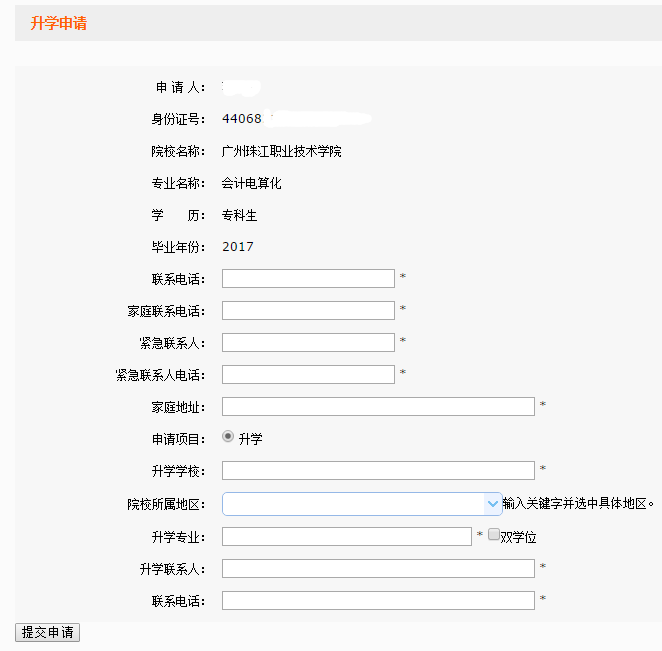 升学申请
申 请 人：
身份证号： 44068
院校名称： 广州珠江职业技术学院
专业名称： 会计电算化
学　　历： 专科生
毕业年份： 2017
联系电话： *
家庭联系电话： *
紧急联系人： *
紧急联系人电话： *
家庭地址： *
申请项目： 升学
升学学校： *
院校所属地区： 输入关键字并选中具体地区。
升学专业： * 双学位
升学联系人： *
联系电话： *
提交申请